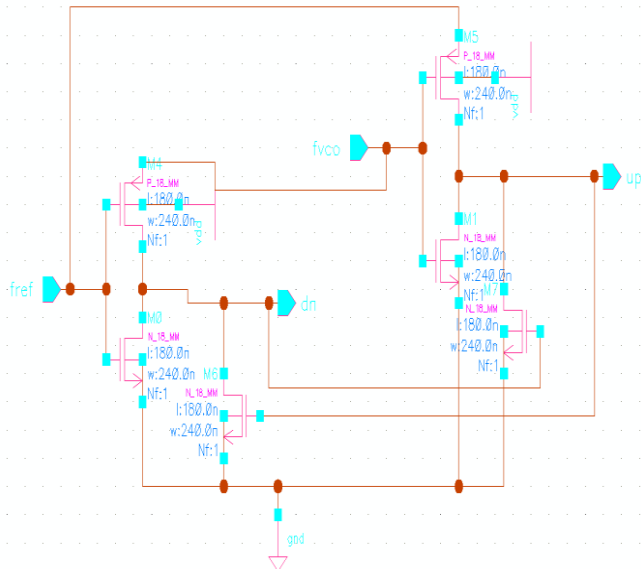 M5
P_18_MM
l:180.0n
w:240.0n
Nf:1
vdd
fvco
up
M4
P_18_MM
l:180.0n
w:240.0n
Nf:1
vdd
M1
N_18_MM
l:180.0n
w:240.0n
Nf:1
fref
dn
M7
N_18_MM
l:180.0n
w:240.0n
Nf:1
M0
N_18_MM
l:180.0n
w:240.0n
Nf:1
M6
N_18_MM
l:180.0n
w:240.0n
Nf:1
gnd